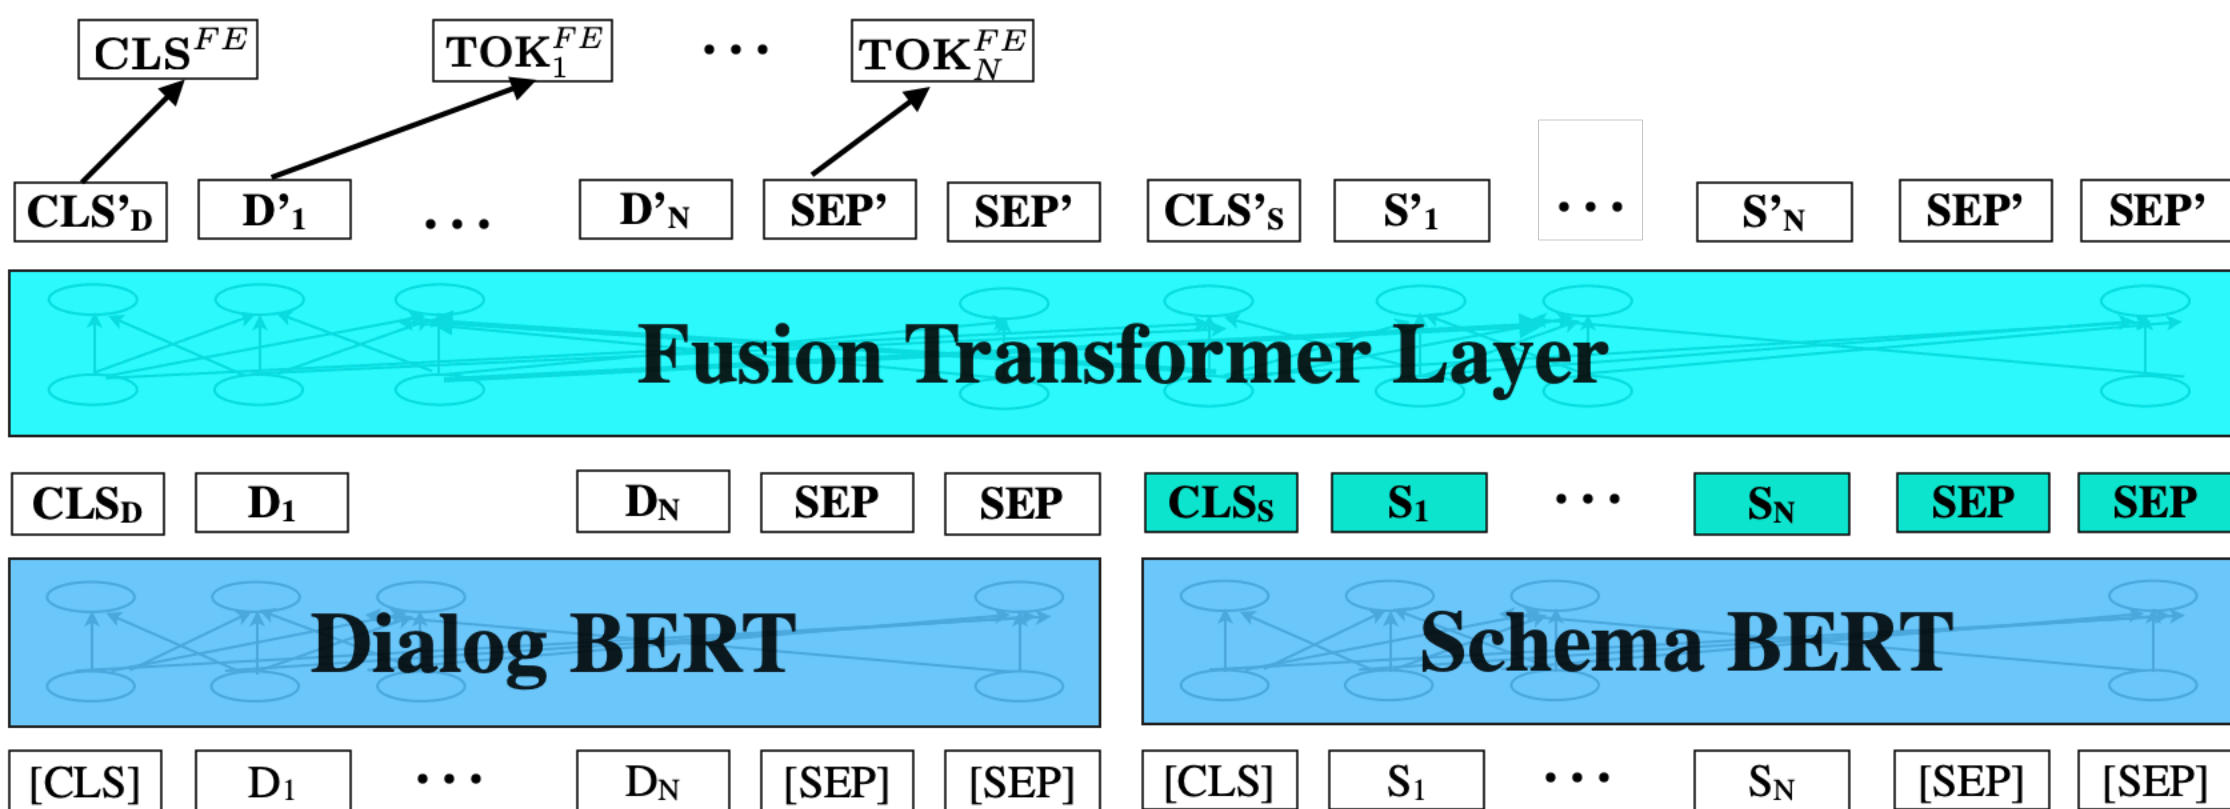 CLS^{FE} TOK_1^{FE} ... TOK_N^{FE}
CLS'_D D'_1 ... D'_N SEP' SEP' CLS'_S S'_1 ... S'_N SEP' SEP'
Fusion Transformer Layer
CLS_D D_1 D_N SEP SEP CLS_S S_1 ... S_N SEP SEP
Dialog BERT Schema BERT
[CLS] D_1 ... D_N [SEP] [SEP] [CLS] S_1 ... S_N [SEP] [SEP]